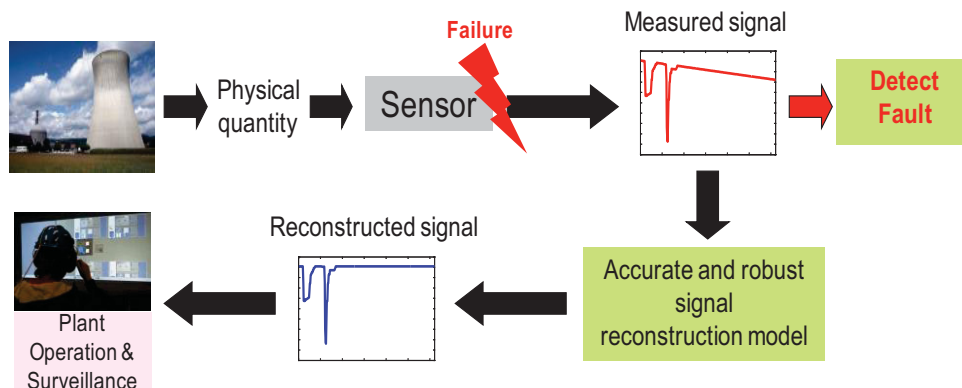 Measured signal
Failure
Physical
quantity
Sensor
Detect
Fault
Reconstructed signal
Accurate and robust
signal
reconstruction model
Plant
Operation &
Surveillance